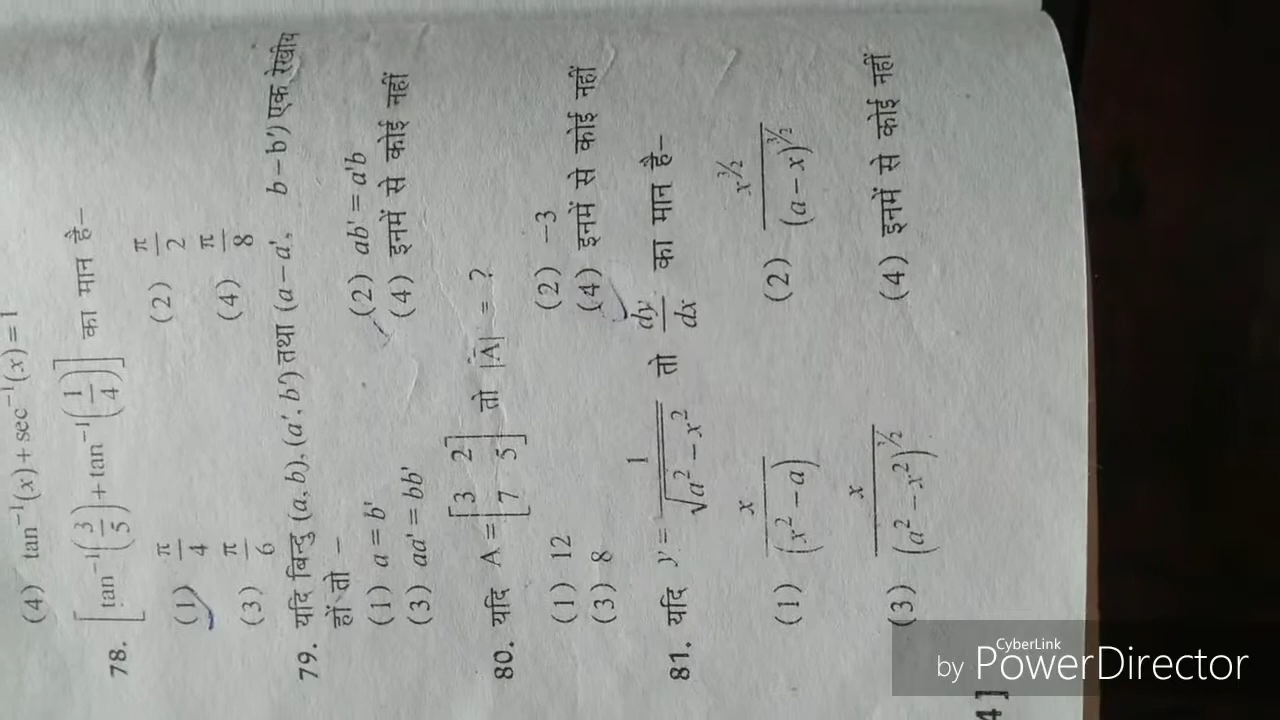 (4) tan⁻¹(x)+sec⁻¹(x)=1
78. [tan⁻¹(3/5)+tan⁻¹(1/4)] का मान है–
(1) π/4 (2) π/2
(3) π/6 (4) π/8
79. यदि बिन्दु (a, b), (a', b') तथा (a – a', b – b') एक रेखीय
हों तो –
(1) a = b' (2) ab' = a'b
(3) aa' = bb' (4) इनमें से कोई नहीं
80. यदि A = [3 2
7 5] तो |A| = ?
(1) 12 (2) –3
(3) 8 (4) इनमें से कोई नहीं
81. यदि y = 1/√(a² – x²) तो dy/dx का मान है–
(1) x/(x² – a) (2) x^(3/2)/(a – x)^(3/2)
(3) x/(a² – x²)^(3/2) (4) इनमें से कोई नहीं
4]
by CyberLink PowerDirector